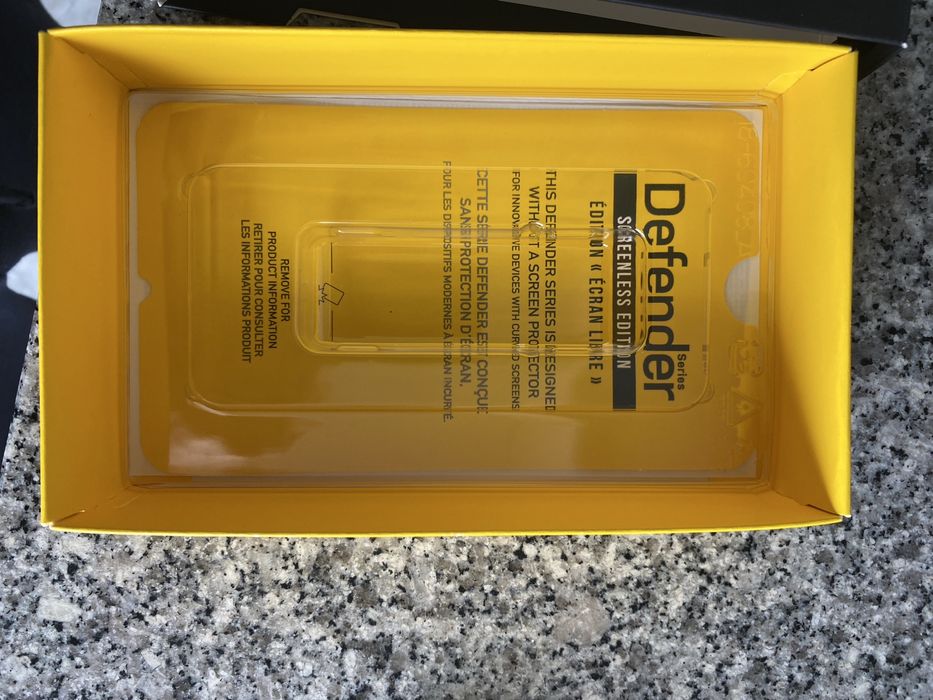 Defender
Series
SCREENLESS EDITION
ÉDITION « ÉCRAN LIBRE »
THIS DEFENDER SERIES IS DESIGNED
WITHOUT A SCREEN PROTECTOR
FOR INNOVATIVE DEVICES WITH CURVED SCREENS
CETTE SÉRIE DEFENDER EST CONÇUE
SANS PROTECTION D'ÉCRAN.
POUR LES DISPOSITIFS MODERNES À ÉCRAN INCURVÉ.
REMOVE FOR
PRODUCT INFORMATION
RETIRER POUR CONSULTER
LES INFORMATIONS PRODUIT